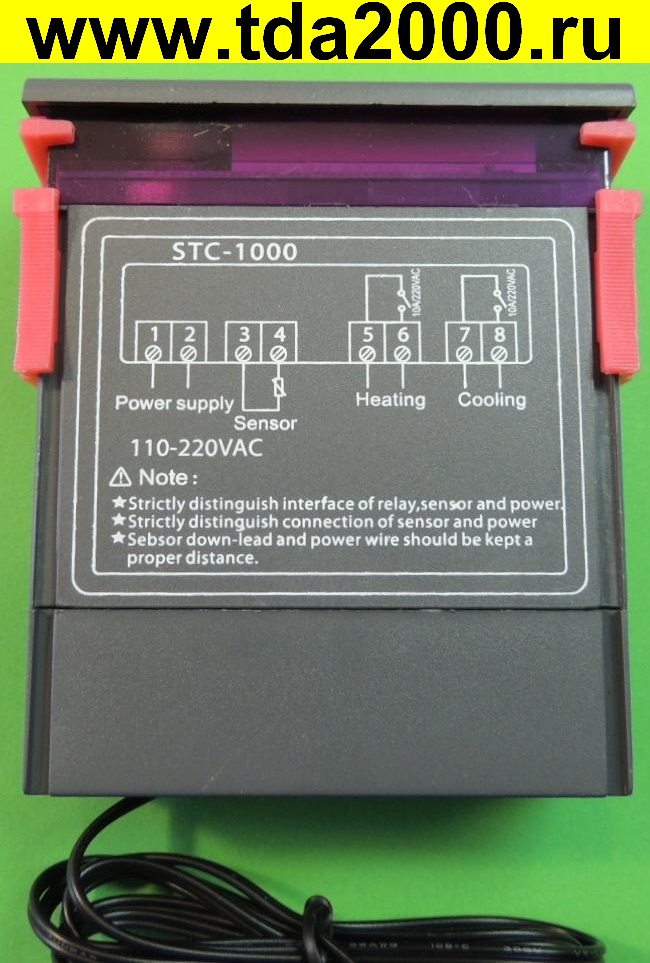 www.tda2000.ru
STC-1000
10A/220VAC
10A/220VAC
1 2 3 4 5 6 7 8
Power supply
Sensor
Heating
Cooling
110-220VAC
⚠ Note :
★Strictly distinguish interface of relay,sensor and power.
★Strictly distinguish connection of sensor and power
★Sebsor down-lead and power wire should be kept a
proper distance.